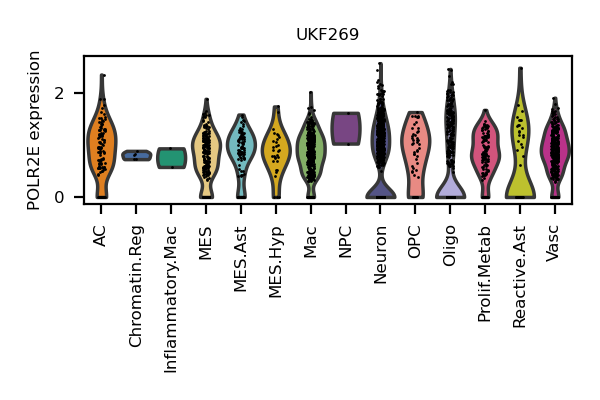 UKF269
POLR2E expression
2
0
AC
Chromatin.Reg
Inflammatory.Mac
MES
MES.Ast
MES.Hyp
Mac
NPC
Neuron
OPC
Oligo
Prolif.Metab
Reactive.Ast
Vasc